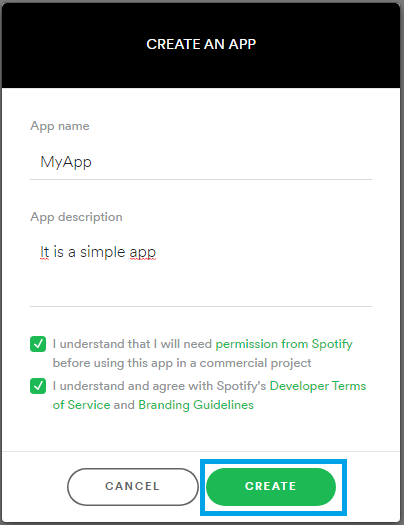 CREATE AN APP
App name
MyApp
App description
It is a simple app
I understand that I will need permission from Spotify
before using this app in a commercial project
I understand and agree with Spotify's Developer Terms
of Service and Branding Guidelines
CANCEL
CREATE